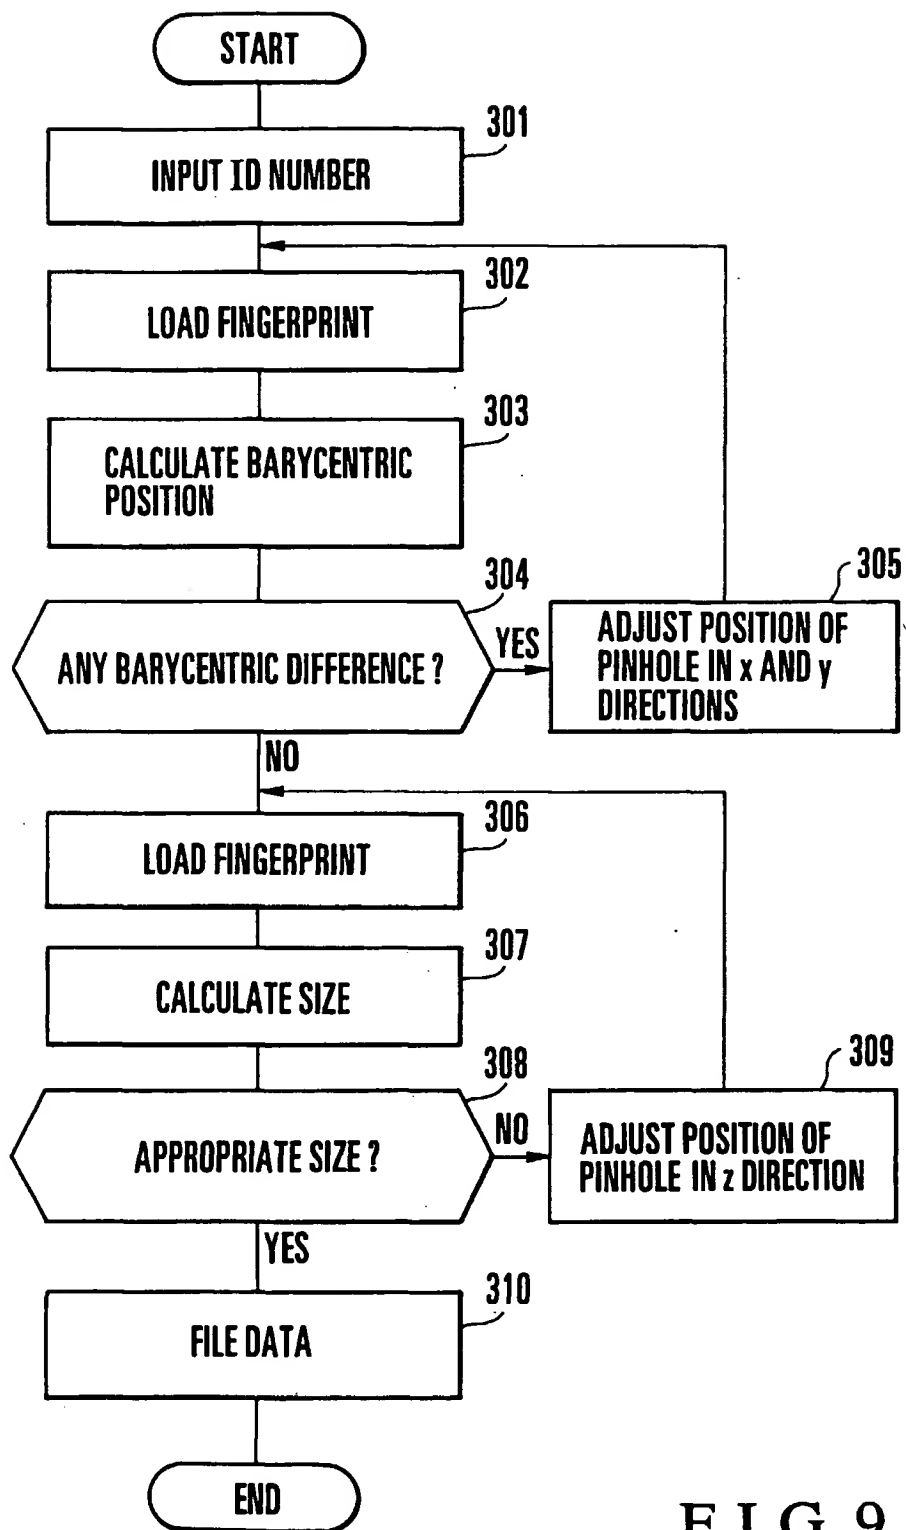 START
301
INPUT ID NUMBER
302
LOAD FINGERPRINT
303
CALCULATE BARYCENTRIC
POSITION
304
ANY BARYCENTRIC DIFFERENCE ?
YES
305
ADJUST POSITION OF
PINHOLE IN x AND y
DIRECTIONS
NO
306
LOAD FINGERPRINT
307
CALCULATE SIZE
308
APPROPRIATE SIZE ?
NO
309
ADJUST POSITION OF
PINHOLE IN z DIRECTION
YES
310
FILE DATA
END
FIG.9